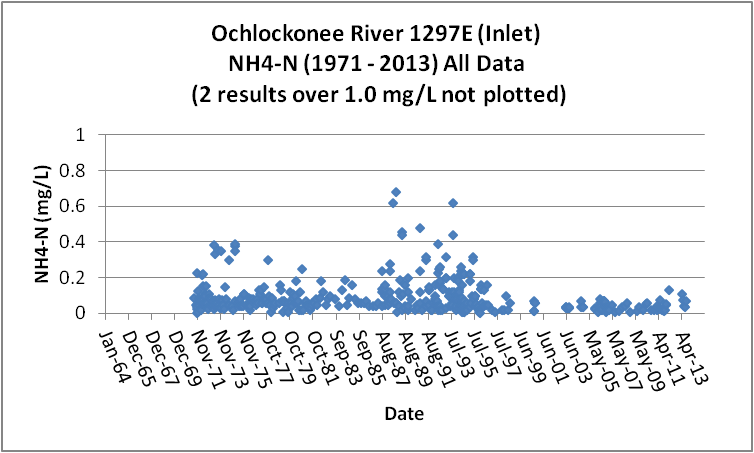 Ochlockonee River 1297E (Inlet)
NH4-N (1971 - 2013) All Data
(2 results over 1.0 mg/L not plotted)
NH4-N (mg/L)
1
0.8
0.6
0.4
0.2
0
Jan-64
Dec-65
Dec-67
Dec-69
Nov-71
Nov-73
Nov-75
Oct-77
Oct-79
Oct-81
Sep-83
Sep-85
Aug-87
Aug-89
Aug-91
Jul-93
Jul-95
Jul-97
Jun-99
Jun-01
Jun-03
May-05
May-07
May-09
Apr-11
Apr-13
Date